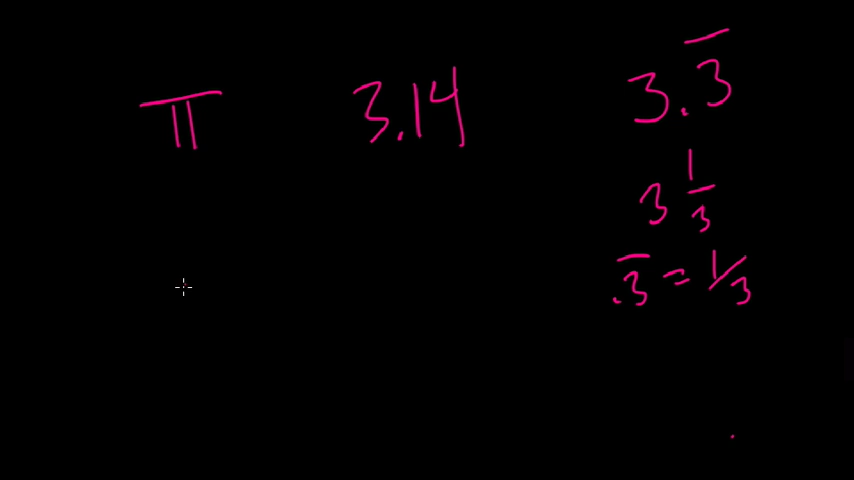 π 3.14 3.3̅
3 1/3
.3̅ = 1/3